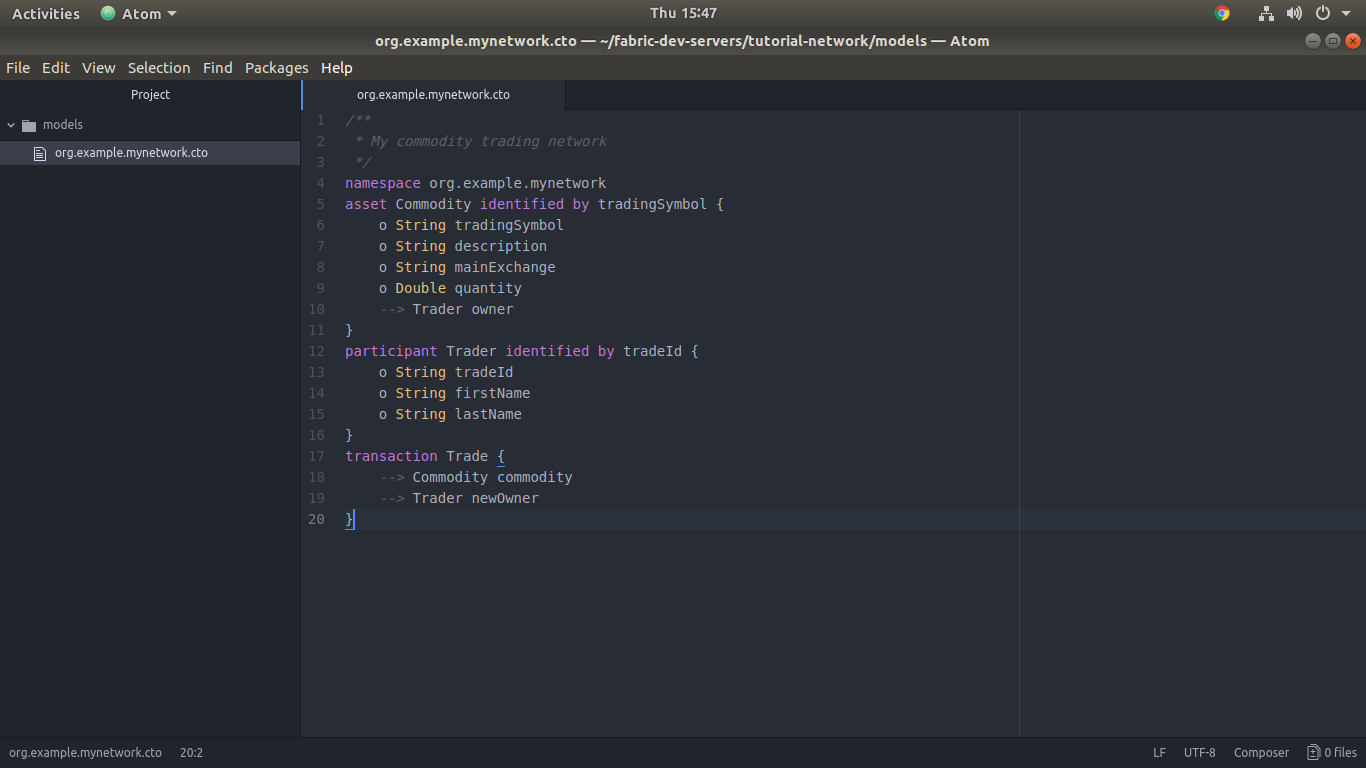 Activities Atom Thu 15:47
org.example.mynetwork.cto — ~/fabric-dev-servers/tutorial-network/models — Atom
File Edit View Selection Find Packages Help
Project org.example.mynetwork.cto
models
org.example.mynetwork.cto
1 /**
2  * My commodity trading network
3  */
4 namespace org.example.mynetwork
5 asset Commodity identified by tradingSymbol {
6     o String tradingSymbol
7     o String description
8     o String mainExchange
9     o Double quantity
10     --> Trader owner
11 }
12 participant Trader identified by tradeId {
13     o String tradeId
14     o String firstName
15     o String lastName
16 }
17 transaction Trade {
18     --> Commodity commodity
19     --> Trader newOwner
20 }
org.example.mynetwork.cto 20:2 LF UTF-8 Composer 0 files